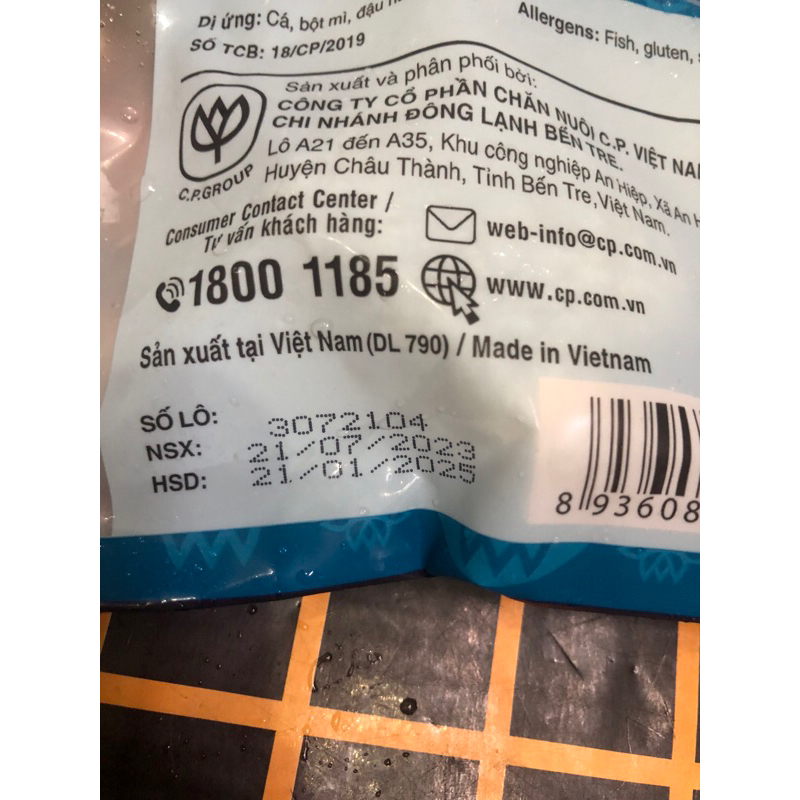 Dị ứng: Cá, bột mì, đậu
Allergens: Fish, gluten,
SỐ TCB: 18/CP/2019
Sản xuất và phân phối bởi:
CÔNG TY CỔ PHẦN CHĂN NUÔI C.P. VIỆT NA
CHI NHÁNH ĐÔNG LẠNH BẾN TRE.
Lô A21 đến A35, Khu công nghiệp An Hiệp, Xã An H
Huyện Châu Thành, Tỉnh Bến Tre, Việt Nam.
C.P.GROUP
Consumer Contact Center /
Tư vấn khách hàng:
1800 1185
web-info@cp.com.vn
www.cp.com.vn
Sản xuất tại Việt Nam (DL 790) / Made in Vietnam
SỐ LÔ: 3072104
NSX: 21/07/2023
HSD: 21/01/2025
8 93608